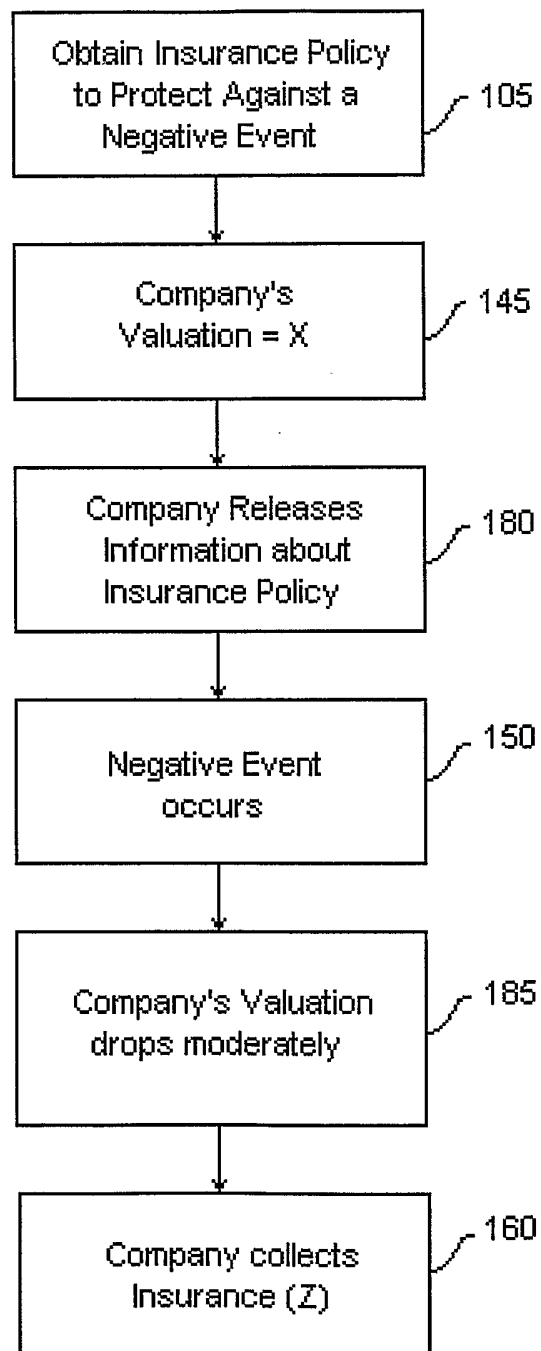 Obtain Insurance Policy
to Protect Against a
Negative Event
105
Company's
Valuation = X
145
Company Releases
Information about
Insurance Policy
180
Negative Event
occurs
150
Company's Valuation
drops moderately
185
Company collects
Insurance (Z)
160